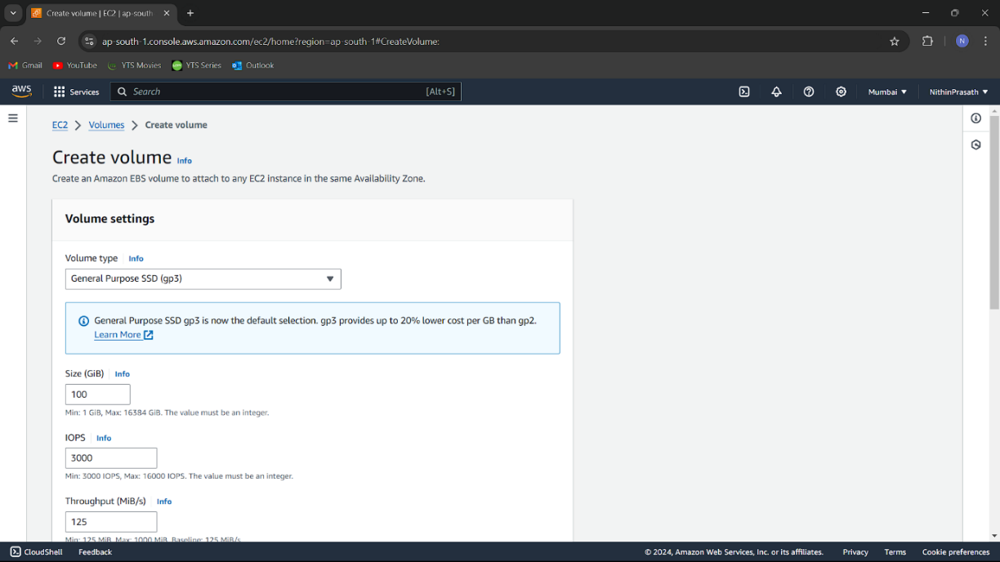 Create volume | EC2 | ap-south
ap-south-1.console.aws.amazon.com/ec2/home?region=ap-south-1#CreateVolume:
N
Gmail YouTube YTS Movies YTS Series Outlook
aws Services Search [Alt+S] Mumbai NithinPrasath
EC2 Volumes Create volume
Create volume Info
Create an Amazon EBS volume to attach to any EC2 instance in the same Availability Zone.
Volume settings
Volume type Info
General Purpose SSD (gp3)
General Purpose SSD gp3 is now the default selection. gp3 provides up to 20% lower cost per GB than gp2.
Learn More
Size (GiB) Info
100
Min: 1 GiB, Max: 16384 GiB. The value must be an integer.
IOPS Info
3000
Min: 3000 IOPS, Max: 16000 IOPS. The value must be an integer.
Throughput (MiB/s) Info
125
Min: 125 MiB, Max: 1000 MiB. Baseline: 125 MiB/s.
CloudShell Feedback © 2024, Amazon Web Services, Inc. or its affiliates. Privacy Terms Cookie preferences